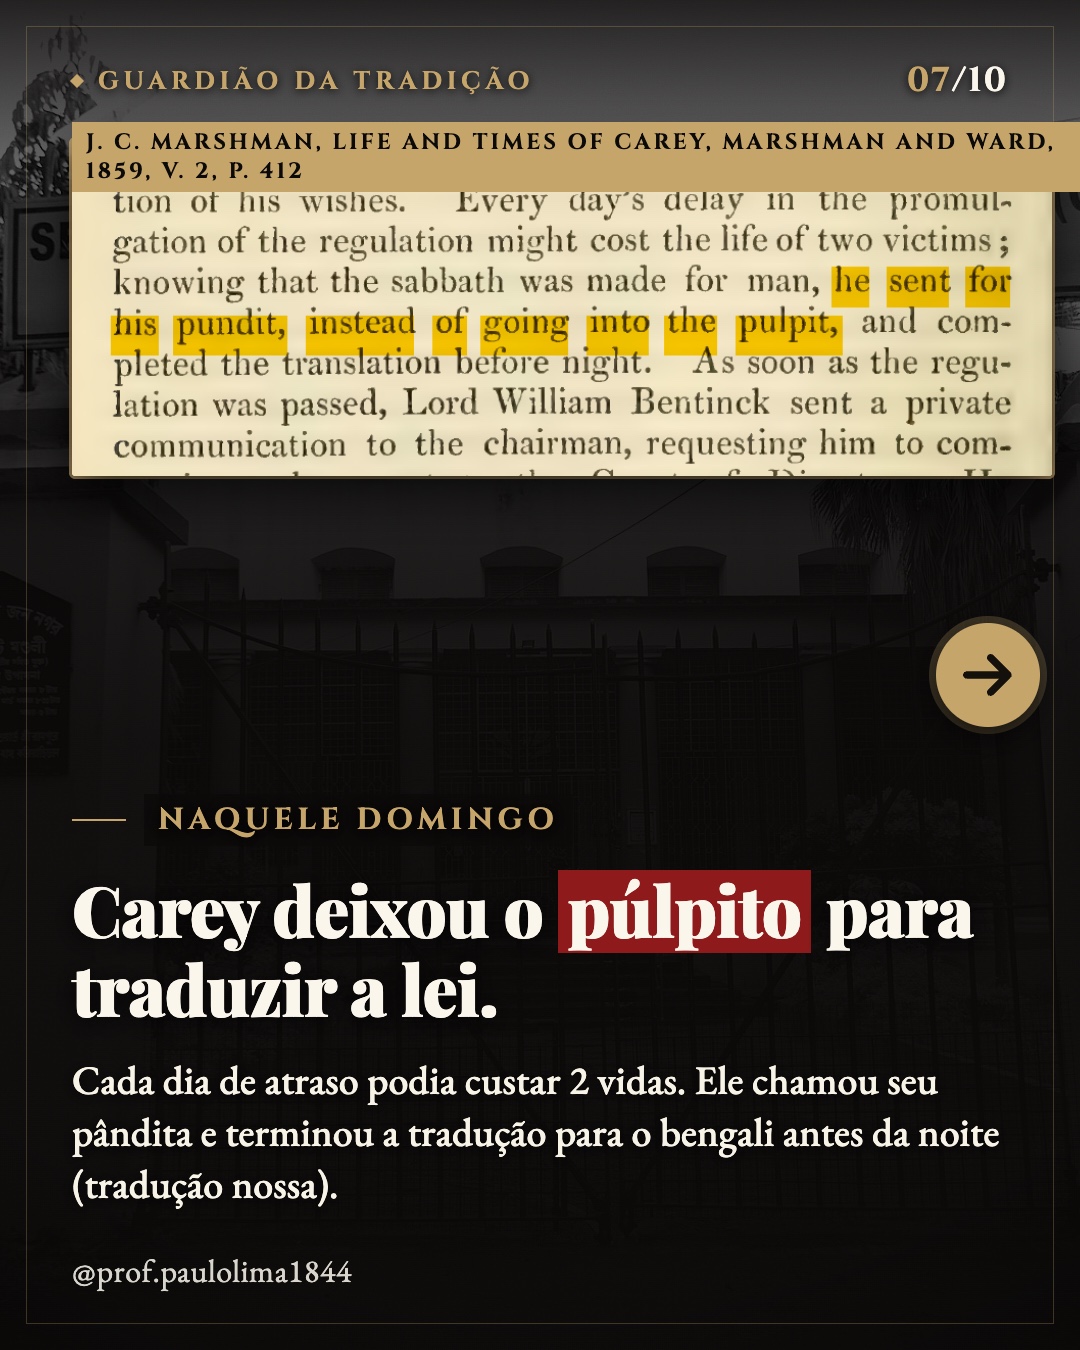 GUARDIÃO DA TRADIÇÃO
07/10
J. C. MARSHMAN, LIFE AND TIMES OF CAREY, MARSHMAN AND WARD,
1859, V. 2, P. 412
tion of his wishes. Every day's delay in the promul-
gation of the regulation might cost the life of two victims;
knowing that the sabbath was made for man, he sent for
his pundit, instead of going into the pulpit, and com-
pleted the translation before night. As soon as the regu-
lation was passed, Lord William Bentinck sent a private
communication to the chairman, requesting him to com-
NAQUELE DOMINGO
Carey deixou o púlpito para
traduzir a lei.
Cada dia de atraso podia custar 2 vidas. Ele chamou seu
pândita e terminou a tradução para o bengali antes da noite
(tradução nossa).
@prof.paulolima1844